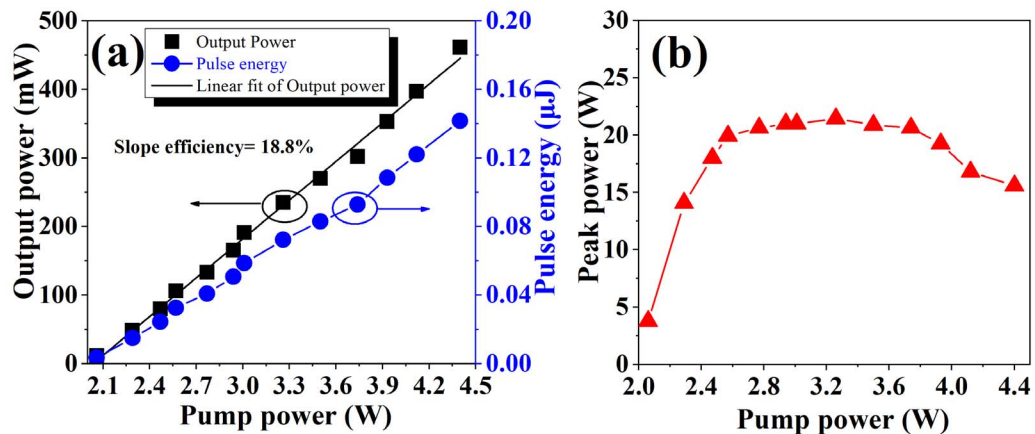 (a)
Output Power
Pulse energy
Linear fit of Output power
Slope efficiency= 18.8%
Output power (mW)
500
400
300
200
100
0
2.1 2.4 2.7 3.0 3.3 3.6 3.9 4.2 4.5
Pump power (W)
0.20
0.16
0.12
0.08
0.04
0.00
Pulse energy (μJ)
(b)
Peak power (W)
30
25
20
15
10
5
0
2.0 2.4 2.8 3.2 3.6 4.0 4.4
Pump power (W)